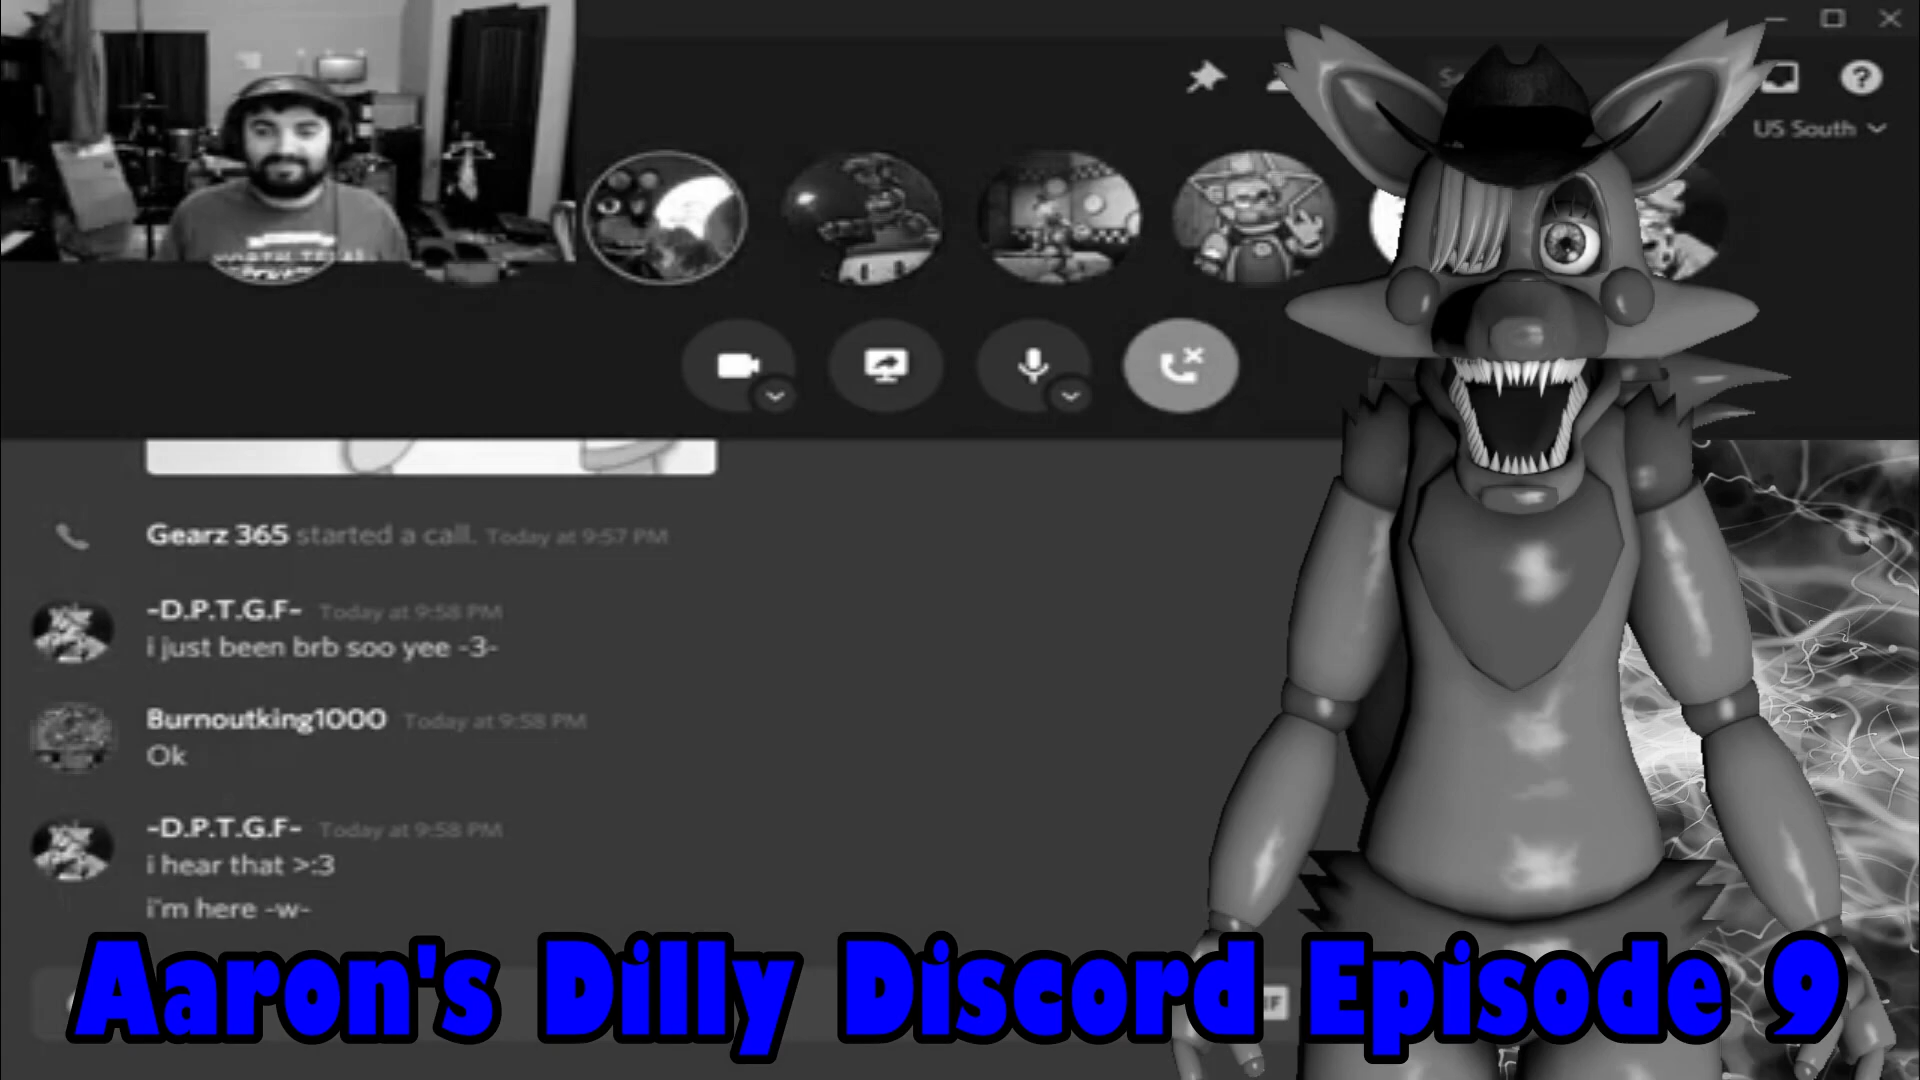 US South
NORTH TEXAS
Gearz 365 started a call. Today at 9:57 PM
-D.P.T.G.F- Today at 9:58 PM
i just been brb soo yee -3-
Burnoutking1000 Today at 9:58 PM
Ok
-D.P.T.G.F- Today at 9:58 PM
i hear that >:3
i'm here -w-
Aaron's Dilly Discord Episode 9